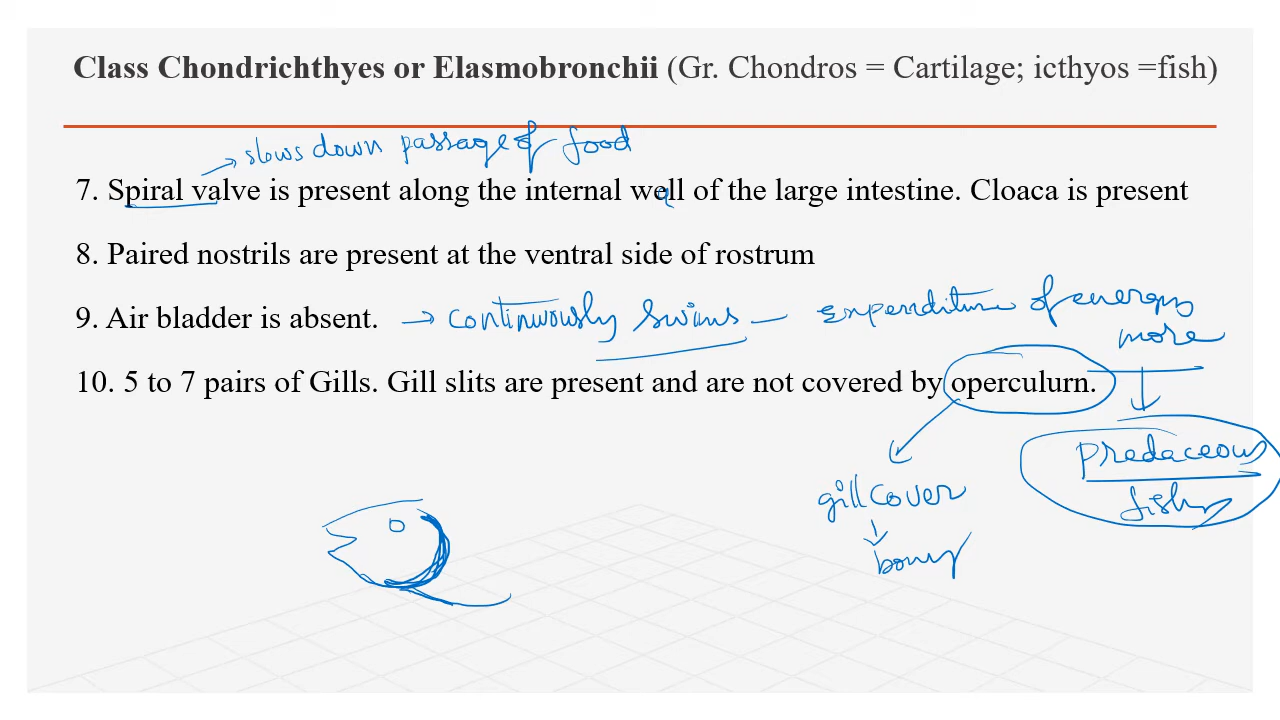 Class Chondrichthyes or Elasmobronchii (Gr. Chondros = Cartilage; icthyos =fish)
→ slows down passage of food
7. Spiral valve is present along the internal wall of the large intestine. Cloaca is present
8. Paired nostrils are present at the ventral side of rostrum
9. Air bladder is absent. → continuously swims – Expenditure of energy
more
10. 5 to 7 pairs of Gills. Gill slits are present and are not covered by operculurn.
predaceous
fish
gill cover
bony